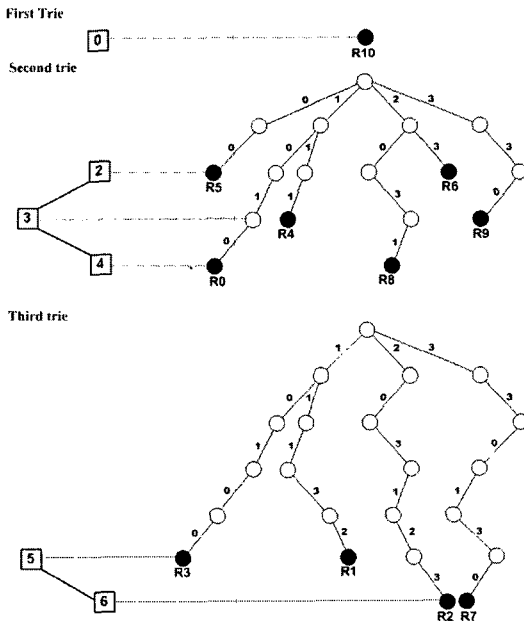 First Trie
0
R10
Second trie
0 1 2 3
0 0 1 0 3 3
2
R5 R6
1 1 3 0
3
R4 R9
0 1
4
R0 R8
Third trie
1 2 3
0 1 0 3
1 1 3 0
0 3 1 1
0 2 2 3
5
R3 R1
3 0
6
R2 R7